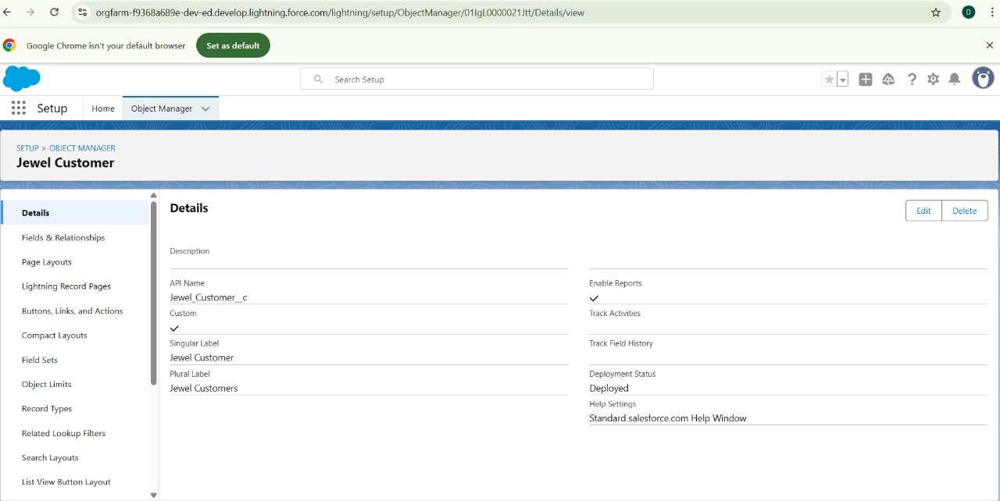 orgfarm-f9368a689e-dev-ed.develop.lightning.force.com/lightning/setup/ObjectManager/01IgL0000021Jtt/Details/view
D
Google Chrome isn't your default browser
Set as default
Search Setup
Setup
Home
Object Manager
SETUP > OBJECT MANAGER
Jewel Customer
Details
Fields & Relationships
Page Layouts
Lightning Record Pages
Buttons, Links, and Actions
Compact Layouts
Field Sets
Object Limits
Record Types
Related Lookup Filters
Search Layouts
List View Button Layout
Details
Edit
Delete
Description
API Name
Jewel_Customer__c
Custom
Singular Label
Jewel Customer
Plural Label
Jewel Customers
Enable Reports
Track Activities
Track Field History
Deployment Status
Deployed
Help Settings
Standard salesforce.com Help Window